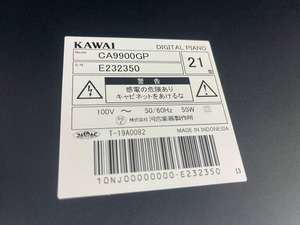 KAWAI
DIGITAL PIANO
Model CA9900GP
21
S/N E232350
警告
感電の危険あり
キャビネットをあけるな
100V 50/60Hz 55W
株式会社 河合楽器製作所
T-19A0082
MADE IN INDONESIA
10NJ00000000-E232350
13